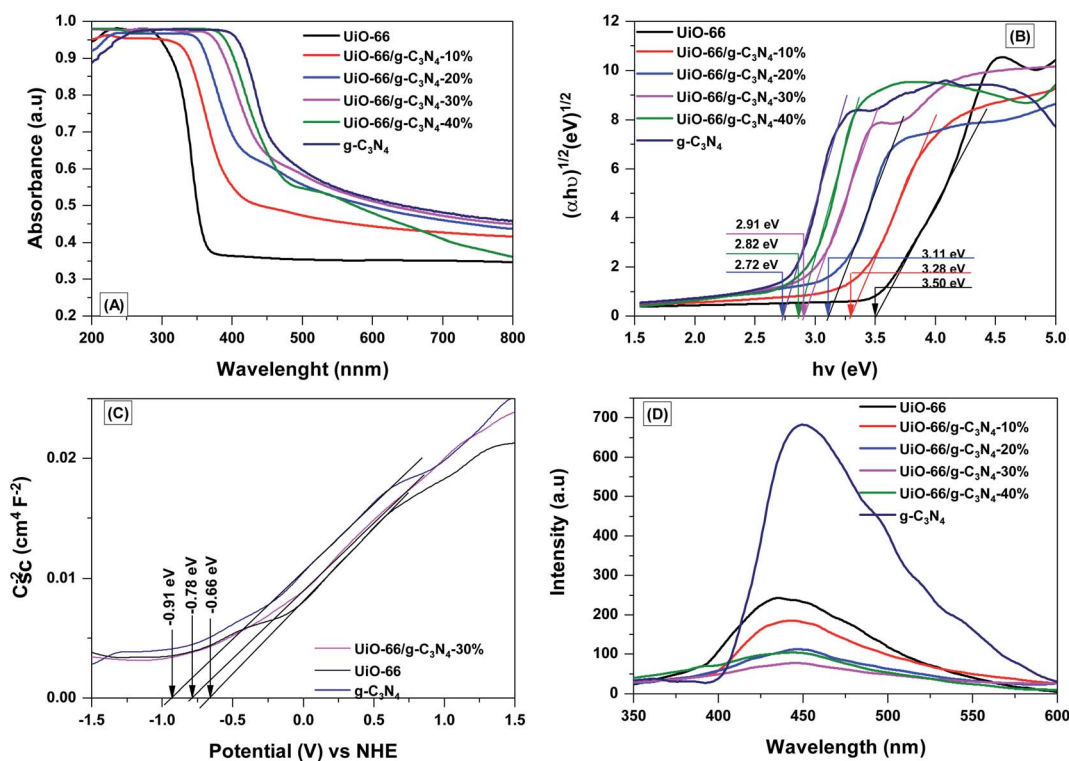 (A)
Absorbance (a.u)
1.0
0.9
0.8
0.7
0.6
0.5
0.4
0.3
0.2
200 300 400 500 600 700 800
Wavelenght (nnm)
UiO-66
UiO-66/g-C₃N₄-10%
UiO-66/g-C₃N₄-20%
UiO-66/g-C₃N₄-30%
UiO-66/g-C₃N₄-40%
g-C₃N₄
(B)
(αhυ)^1/2(eV)^1/2
12
10
8
6
4
2
0
1.5 2.0 2.5 3.0 3.5 4.0 4.5 5.0
hν (eV)
UiO-66
UiO-66/g-C₃N₄-10%
UiO-66/g-C₃N₄-20%
UiO-66/g-C₃N₄-30%
UiO-66/g-C₃N₄-40%
g-C₃N₄
2.91 eV
2.82 eV
2.72 eV
3.11 eV
3.28 eV
3.50 eV
(C)
C⁻²SC (cm⁴ F⁻²)
0.02
0.01
0.00
-1.5 -1.0 -0.5 0.0 0.5 1.0 1.5
Potential (V) vs NHE
-0.91 eV
-0.78 eV
-0.66 eV
UiO-66/g-C₃N₄-30%
UiO-66
g-C₃N₄
(D)
Intensity (a.u)
700
600
500
400
300
200
100
0
350 400 450 500 550 600
Wavelength (nm)
UiO-66
UiO-66/g-C₃N₄-10%
UiO-66/g-C₃N₄-20%
UiO-66/g-C₃N₄-30%
UiO-66/g-C₃N₄-40%
g-C₃N₄